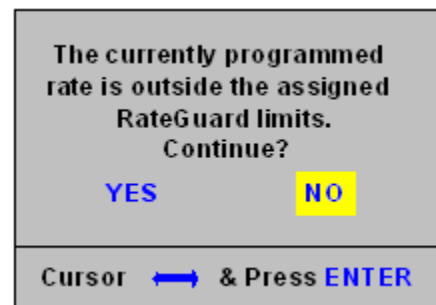 The currently programmed
rate is outside the assigned
RateGuard limits.
Continue?
YES NO
Cursor ⟷ & Press ENTER